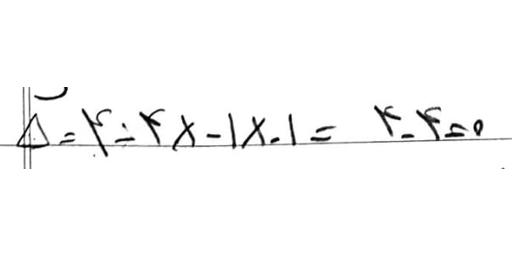 Δ = ۴ - ۴ × -۱ × -۱ = ۴ - ۴ = ۰